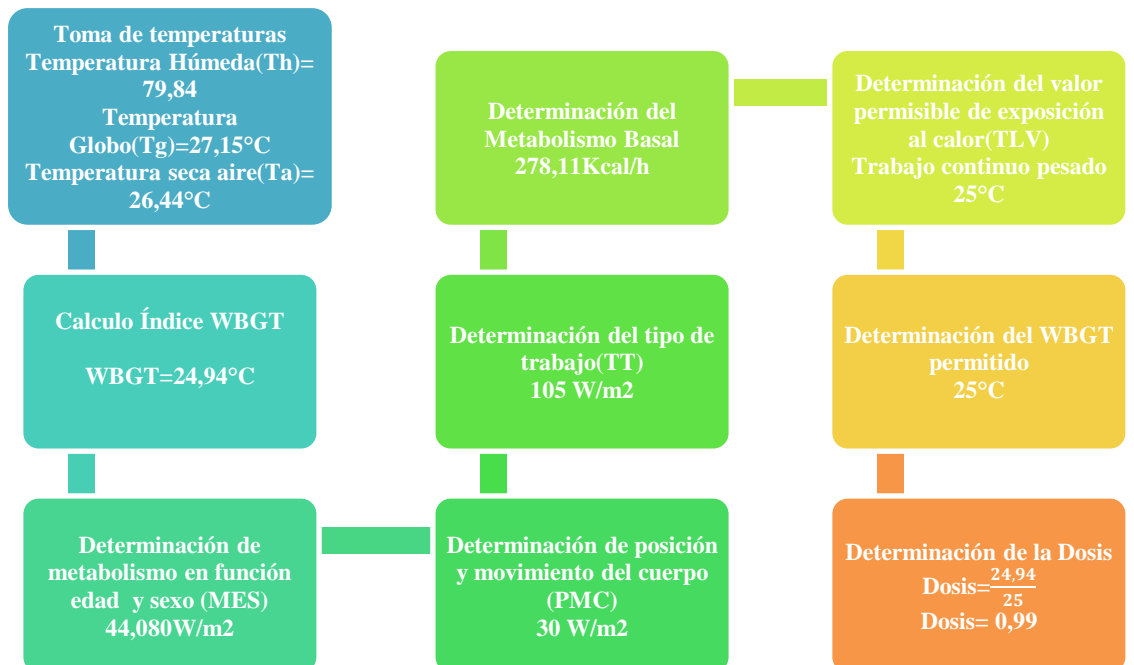 Toma de temperaturas
Temperatura Húmeda(Th)=
79,84
Temperatura
Globo(Tg)=27,15°C
Temperatura seca aire(Ta)=
26,44°C
Calculo Índice WBGT
WBGT=24,94°C
Determinación de
metabolismo en función
edad y sexo (MES)
44,080W/m2
Determinación de posición
y movimiento del cuerpo
(PMC)
30 W/m2
Determinación del tipo de
trabajo(TT)
105 W/m2
Determinación del
Metabolismo Basal
278,11Kcal/h
Determinación del valor
permisible de exposición
al calor(TLV)
Trabajo continuo pesado
25°C
Determinación del WBGT
permitido
25°C
Determinación de la Dosis
Dosis=24,94/25
Dosis= 0,99